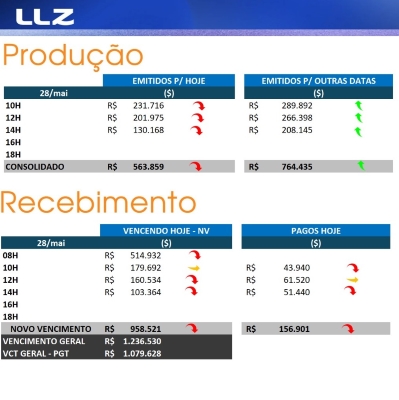 LLZ
Produção
EMITIDOS P/ HOJE EMITIDOS P/ OUTRAS DATAS
28/mai ($) ($)
10H R$ 231.716 R$ 289.892
12H R$ 201.975 R$ 266.398
14H R$ 130.168 R$ 208.145
16H
18H
CONSOLIDADO R$ 563.859 R$ 764.435
Recebimento
VENCENDO HOJE - NV PAGOS HOJE
28/mai ($) ($)
08H R$ 514.932
10H R$ 179.692 R$ 43.940
12H R$ 160.534 R$ 61.520
14H R$ 103.364 R$ 51.440
16H
18H
NOVO VENCIMENTO R$ 958.521 R$ 156.901
VENCIMENTO GERAL R$ 1.236.530
VCT GERAL - PGT R$ 1.079.628